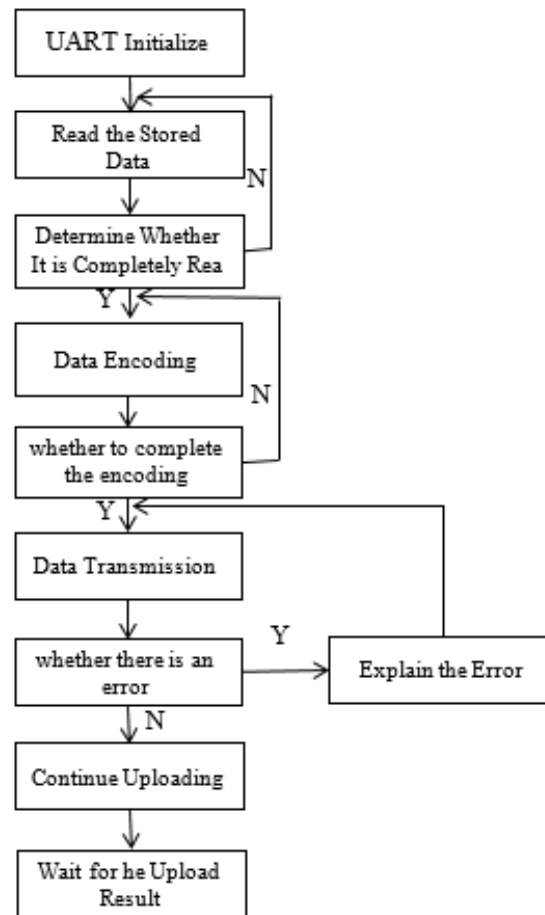 UART Initialize
Read the Stored
Data
N
Determine Whether
It is Completely Rea
Y
Data Encoding
N
whether to complete
the encoding
Y
Data Transmission
Y
whether there is an
error
Explain the Error
N
Continue Uploading
Wait for he Upload
Result